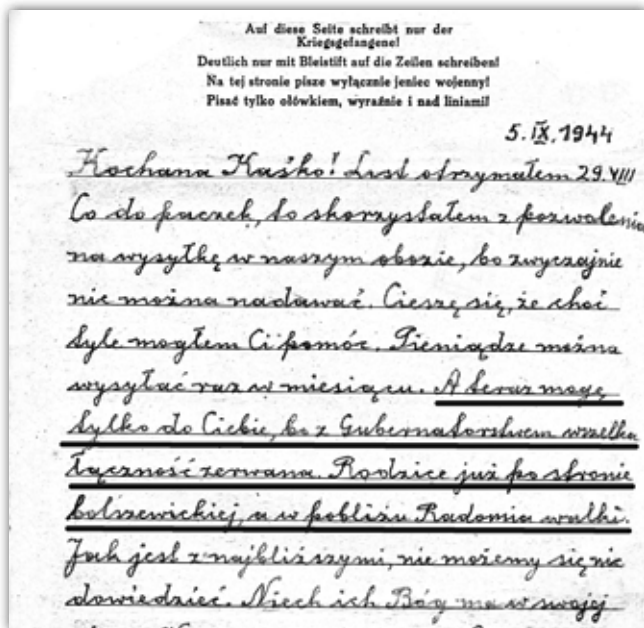 Auf diese Seite schreibt nur der
Kriegsgefangene!
Deutlich nur mit Bleistift auf die Zeilen schreiben!
Na tej stronie pisze wyłącznie jeniec wojenny!
Pisać tylko ołówkiem, wyraźnie i nad liniami!
5.IX.1944
Kochana Kaśko! List otrzymałem 29.VIII
Co do paczek, to skorzystałem z pozwolenia
na wysyłkę w naszym obozie, bo zwyczajnie
nic można nadawać. Cieszę się, że choć
tyle mogłem Ci pomóc. Pieniądze można
wysyłać raz w miesiącu. A teraz mogę
tylko do Ciebie, bo z Gubernatorstwem wszelka
łączność zerwana. Rodzice już po stronie
bolszewickiej, a w pobliżu Radomia walki.
Jak jest z najbliższymi, nie możemy się nic
dowiedzieć. Niech ich Bóg ma w swojej